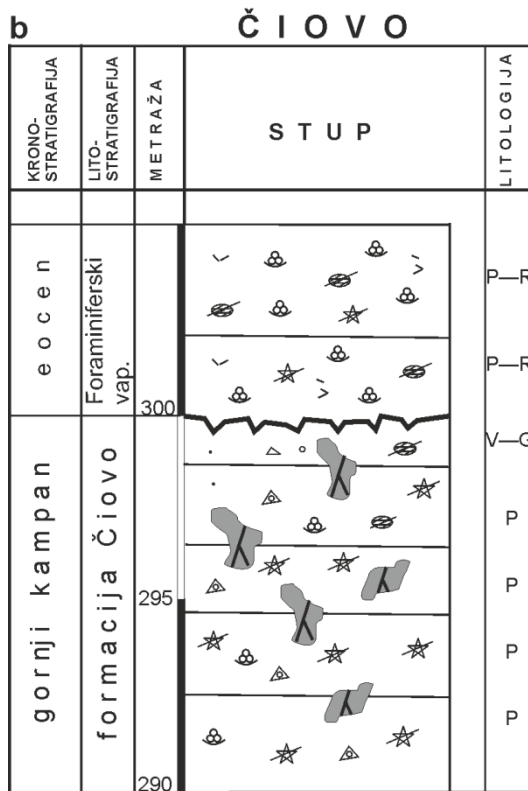 b
ČIOVO
KRONO-
STRATIGRAFIJA
LITO-
STRATIGRAFIJA
METRAŽA
STUP
LITOLOGIJA
eocen
Foraminiferski
vap.
P—R
P—R
300
V—G
gornji kampan
formacija Čiovo
P
P
295
P
P
290